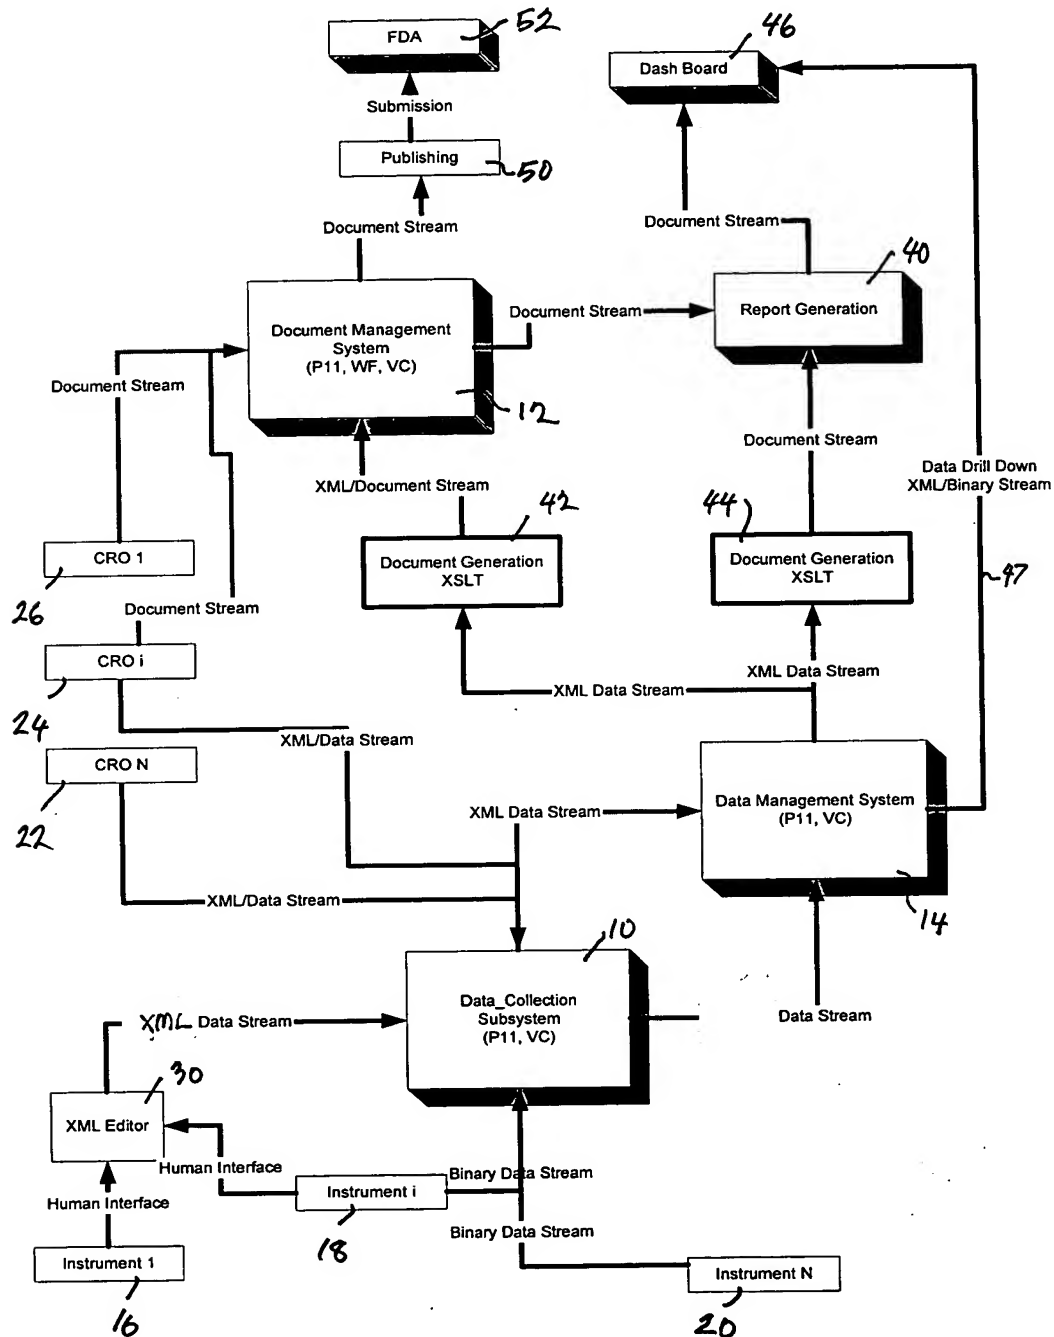 52
FDA
46
Dash Board
Submission
Publishing
50
Document Stream
Document Stream
40
Document Management
System
(P11, WF, VC)
Document Stream
Report Generation
Document Stream
12
Document Stream
XML/Document Stream
Data Drill Down
XML/Binary Stream
42
44
CRO 1
Document Generation
XSLT
Document Generation
XSLT
47
26
Document Stream
CRO i
XML Data Stream
XML Data Stream
24
XML/Data Stream
CRO N
22
XML Data Stream
Data Management System
(P11, VC)
XML/Data Stream
14
10
Data_Collection
Subsystem
(P11, VC)
XML Data Stream
Data Stream
30
XML Editor
Human Interface
Binary Data Stream
Human Interface
Instrument i
18
Binary Data Stream
Instrument 1
16
Instrument N
20